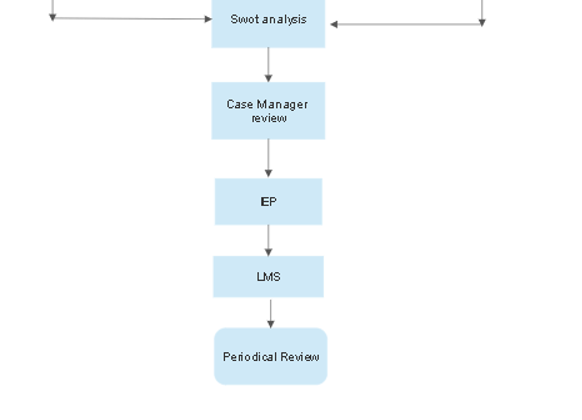 Swot analysis
Case Manager
review
IEP
LMS
Periodical Review